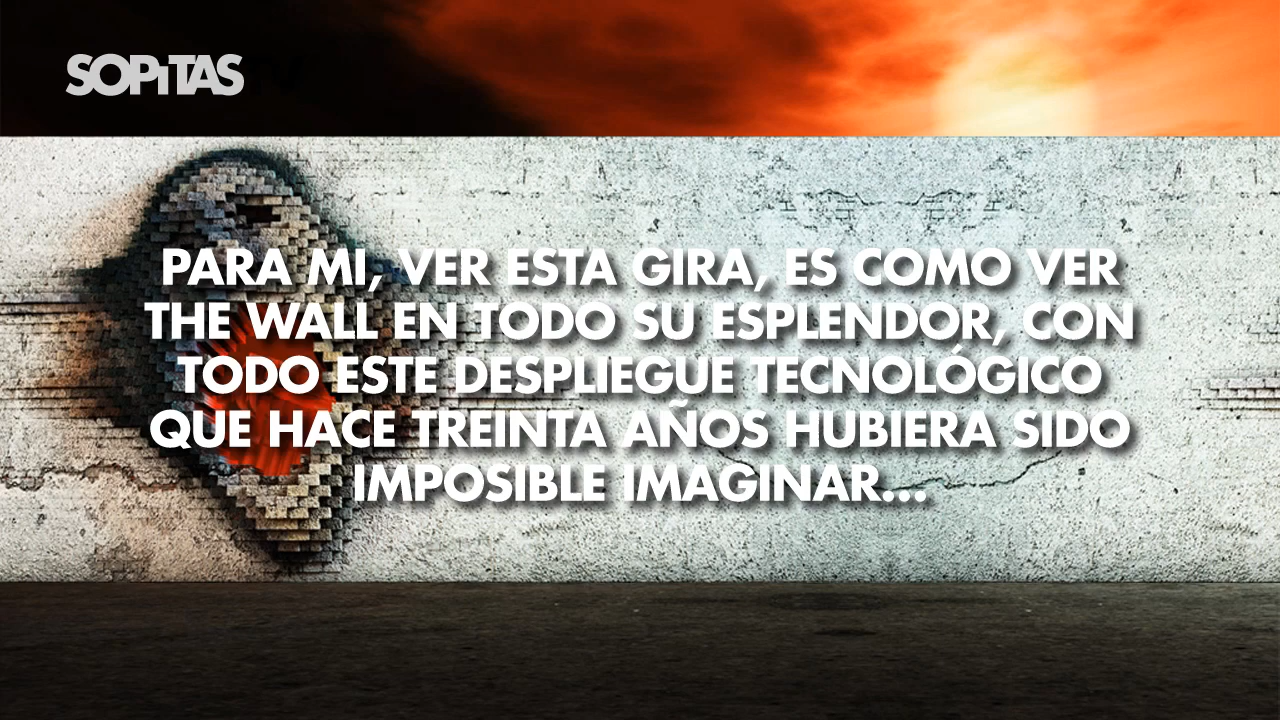 SOPiTAS
PARA MI, VER ESTA GIRA, ES COMO VER
THE WALL EN TODO SU ESPLENDOR, CON
TODO ESTE DESPLIEGUE TECNOLÓGICO
QUE HACE TREINTA AÑOS HUBIERA SIDO
IMPOSIBLE IMAGINAR...